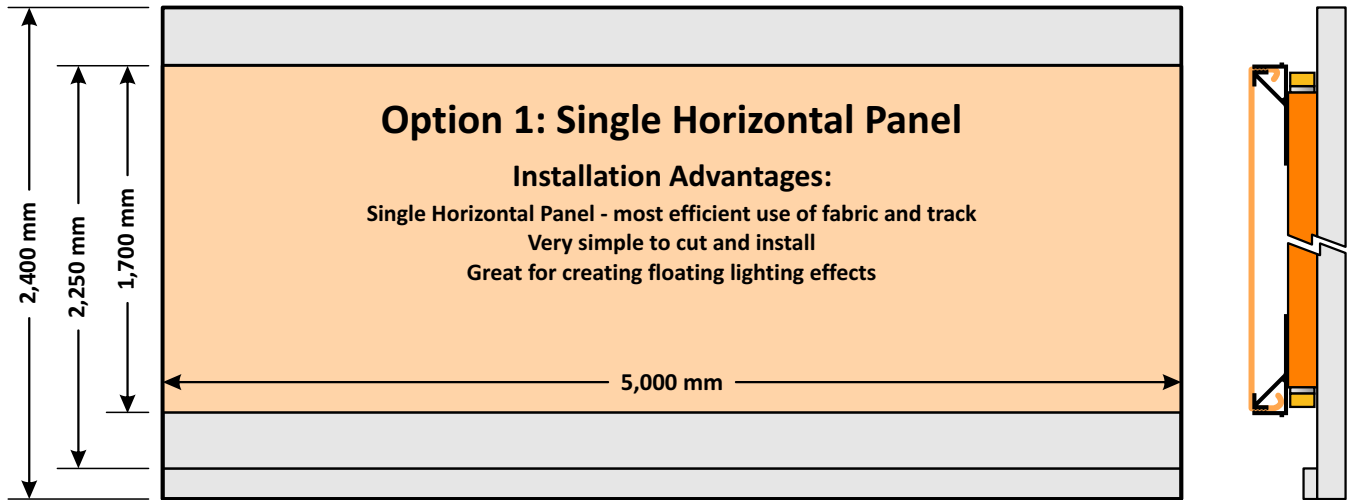 Option 1: Single Horizontal Panel
Installation Advantages:
Single Horizontal Panel - most efficient use of fabric and track
Very simple to cut and install
Great for creating floating lighting effects
2,400 mm
2,250 mm
1,700 mm
5,000 mm